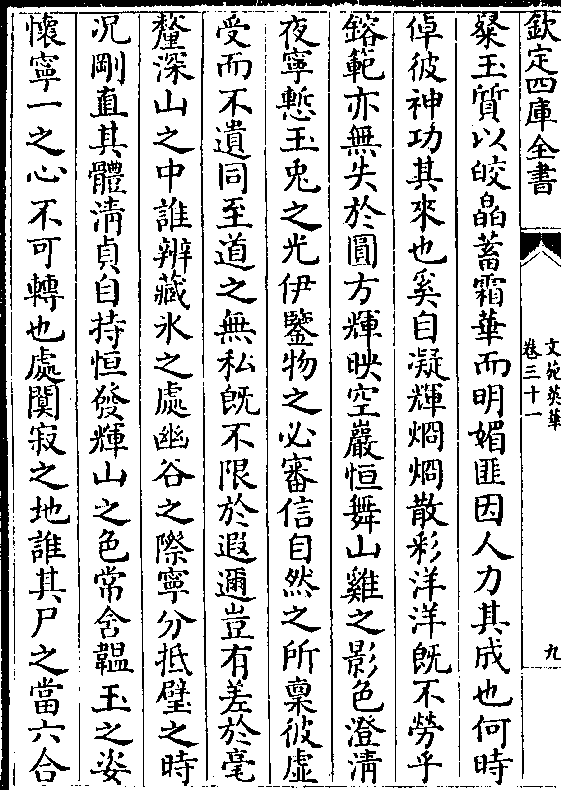 欽定四庫全書
文苑英華
卷三十一
九
粲玉質以皎晶蓄霜華而明媚匪因人力其成也何時
倬彼神功其來也奚自凝輝烱烱散彩洋洋旣不勞乎
鎔範亦無失於圓方輝映空巖恒舞山雞之影色澄清
夜寧慙玉兎之光伊鑒物之必審信自然之所稟彼虛
受而不遺同至道之無私旣不限於遐邇豈有差於毫
釐深山之中誰辨藏氷之處幽谷之際寧分抵璧之時
况剛直其體清貞自持恒發輝山之色常含韞玉之姿
懷寧一之心不可轉也處闃寂之地誰其尸之當六合